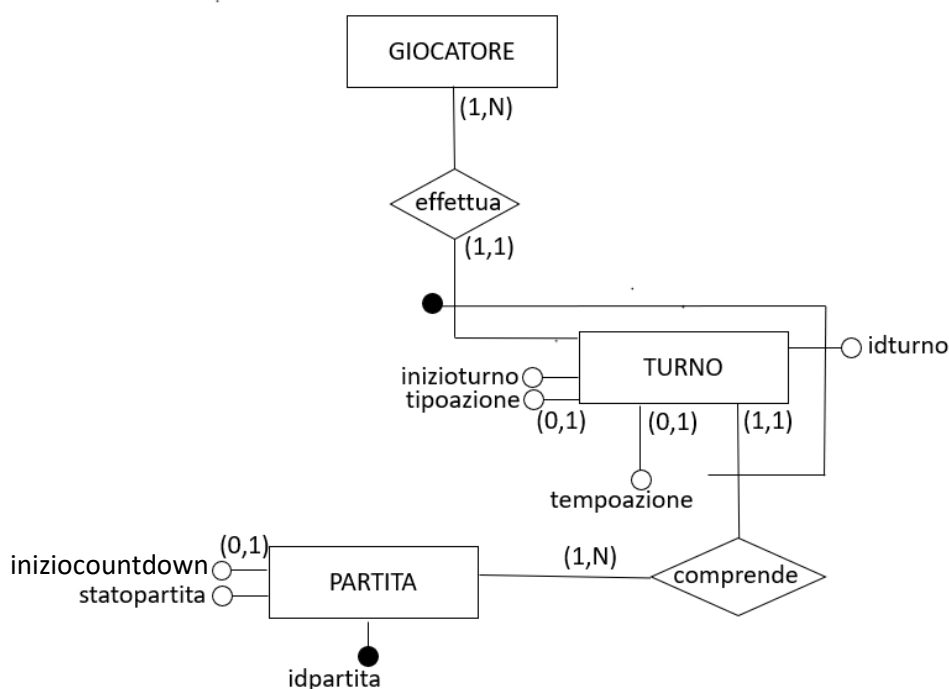 GIOCATORE
(1,N)
effettua
(1,1)
idturno
TURNO
inizioturno
tipoazione
(0,1)
(0,1)
(1,1)
tempoazione
(0,1)
(1,N)
iniziocountdown
PARTITA
comprende
statopartita
idpartita